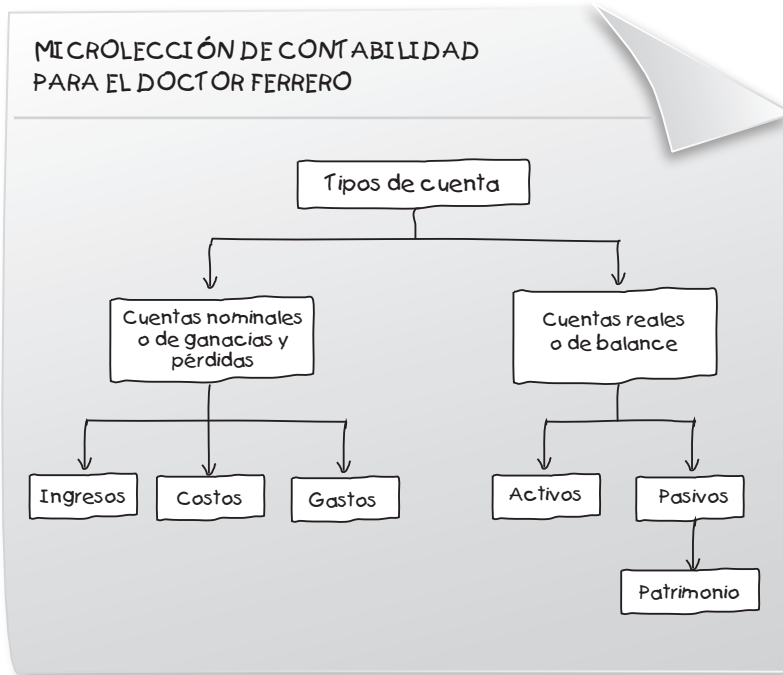 MICROLECCIÓN DE CONTABILIDAD
PARA EL DOCTOR FERRERO
Tipos de cuenta
Cuentas nominales
o de ganacias y
pérdidas
Cuentas reales
o de balance
Ingresos
Costos
Gastos
Activos
Pasivos
Patrimonio